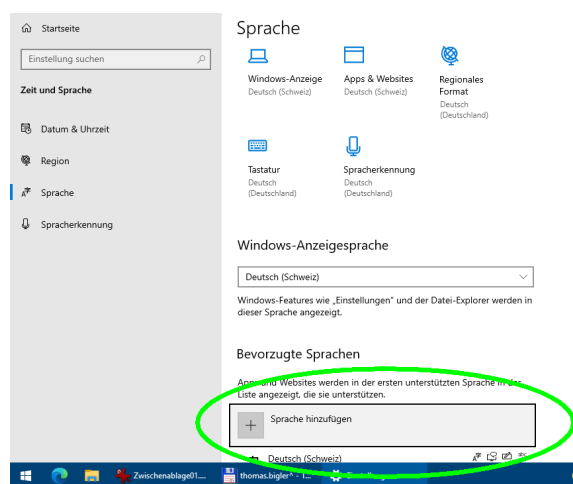 Startseite
Einstellung suchen
Zeit und Sprache
Datum & Uhrzeit
Region
Sprache
Spracherkennung
Sprache
Windows-Anzeige
Deutsch (Schweiz)
Apps & Websites
Deutsch (Schweiz)
Regionales
Format
Deutsch
(Deutschland)
Tastatur
Deutsch
(Deutschland)
Spracherkennung
Deutsch
(Deutschland)
Windows-Anzeigesprache
Deutsch (Schweiz)
Windows-Features wie „Einstellungen" und der Datei-Explorer werden in
dieser Sprache angezeigt.
Bevorzugte Sprachen
Apps und Websites werden in der ersten unterstützten Sprache in der
Liste angezeigt, die sie unterstützen.
Sprache hinzufügen
Deutsch (Schweiz)
Zwischenablage01....
thomas.bigler^ - T...